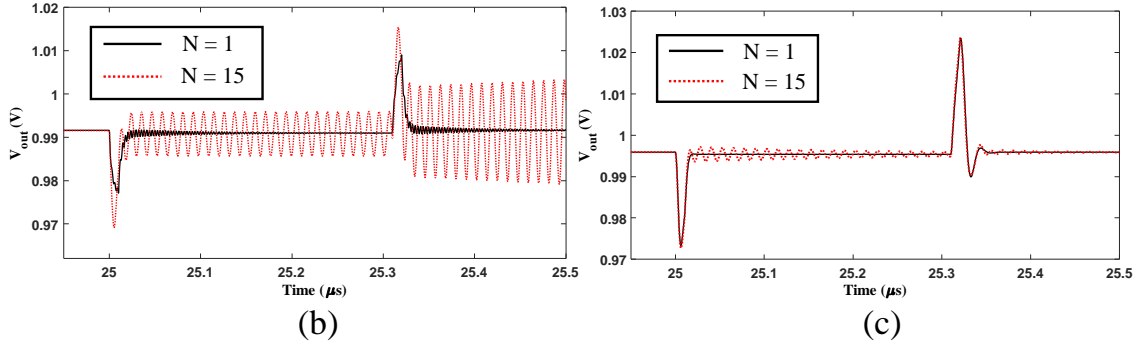 1.02
1.01
1
0.99
0.98
0.97
V_out (V)
N = 1
N = 15
25
25.1
25.2
25.3
25.4
25.5
Time (μs)
(b)
1.03
1.02
1.01
1
0.99
0.98
0.97
V_out (V)
N = 1
N = 15
25
25.1
25.2
25.3
25.4
25.5
Time (μs)
(c)